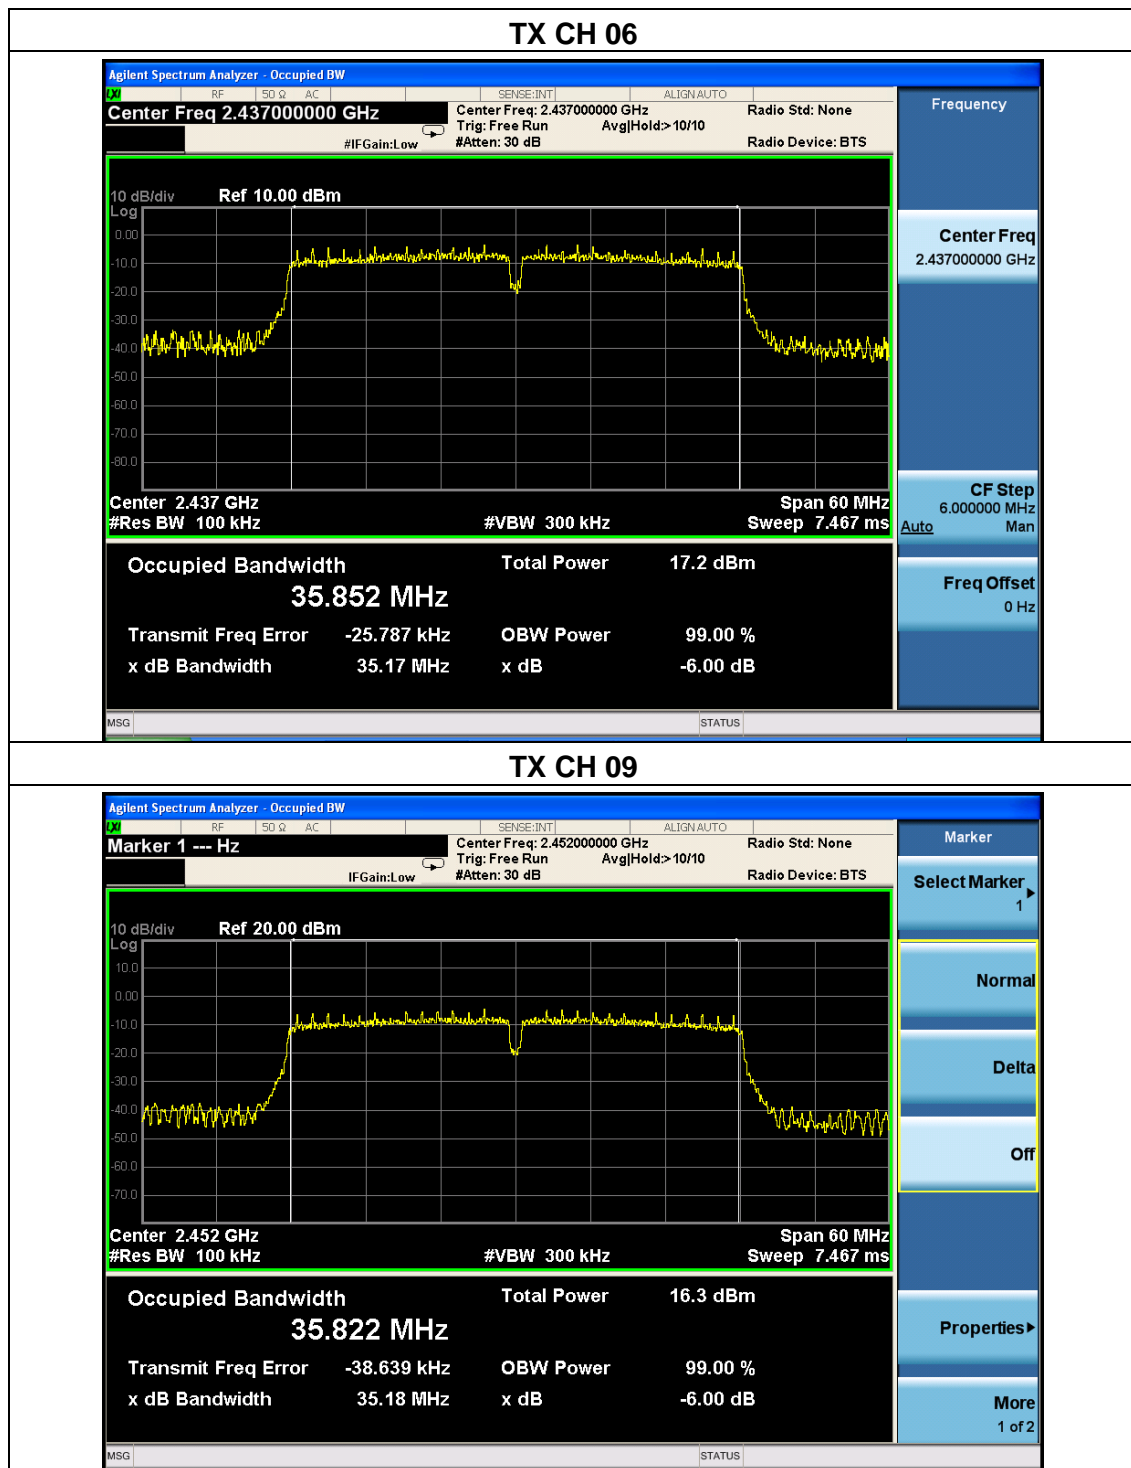 TX CH 06
Agilent Spectrum Analyzer - Occupied BW
LXI RF 50 Ω AC SENSE:INT ALIGN AUTO
Center Freq 2.437000000 GHz
Center Freq: 2.437000000 GHz Radio Std: None
Trig: Free Run Avg|Hold:>10/10
#IFGain:Low #Atten: 30 dB Radio Device: BTS
10 dB/div Ref 10.00 dBm
Log
0.00
-10.0
-20.0
-30.0
-40.0
-50.0
-60.0
-70.0
-80.0
Center 2.437 GHz Span 60 MHz
#Res BW 100 kHz #VBW 300 kHz Sweep 7.467 ms
Occupied Bandwidth Total Power 17.2 dBm
35.852 MHz
Transmit Freq Error -25.787 kHz OBW Power 99.00 %
x dB Bandwidth 35.17 MHz x dB -6.00 dB
MSG STATUS
Frequency
Center Freq
2.437000000 GHz
CF Step
6.000000 MHz
Auto Man
Freq Offset
0 Hz
TX CH 09
Agilent Spectrum Analyzer - Occupied BW
LXI RF 50 Ω AC SENSE:INT ALIGN AUTO
Marker 1 --- Hz
Center Freq: 2.452000000 GHz Radio Std: None
Trig: Free Run Avg|Hold:>10/10
IFGain:Low #Atten: 30 dB Radio Device: BTS
10 dB/div Ref 20.00 dBm
Log
10.0
0.00
-10.0
-20.0
-30.0
-40.0
-50.0
-60.0
-70.0
Center 2.452 GHz Span 60 MHz
#Res BW 100 kHz #VBW 300 kHz Sweep 7.467 ms
Occupied Bandwidth Total Power 16.3 dBm
35.822 MHz
Transmit Freq Error -38.639 kHz OBW Power 99.00 %
x dB Bandwidth 35.18 MHz x dB -6.00 dB
MSG STATUS
Marker
Select Marker
1
Normal
Delta
Off
Properties
More
1 of 2